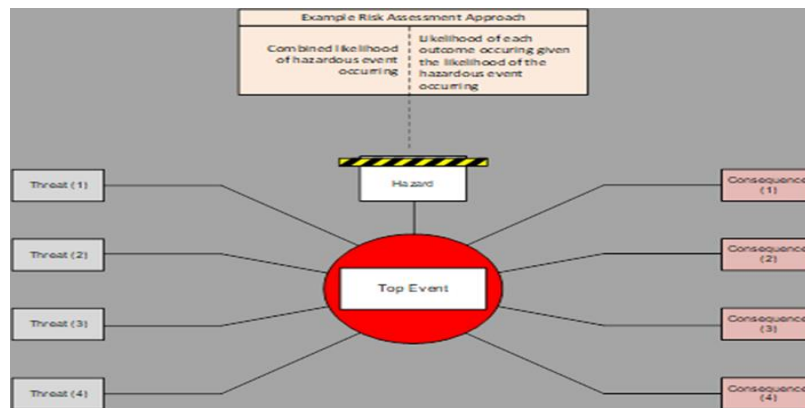 Example Risk Assessment Approach
Combined likelihood
of hazardous event
occurring
Likelihood of each
outcome occuring given
the likelihood of the
hazardous event
occurring
Hazard
Threat (1)
Threat (2)
Threat (3)
Threat (4)
Top Event
Consequence
(1)
Consequence
(2)
Consequence
(3)
Consequence
(4)